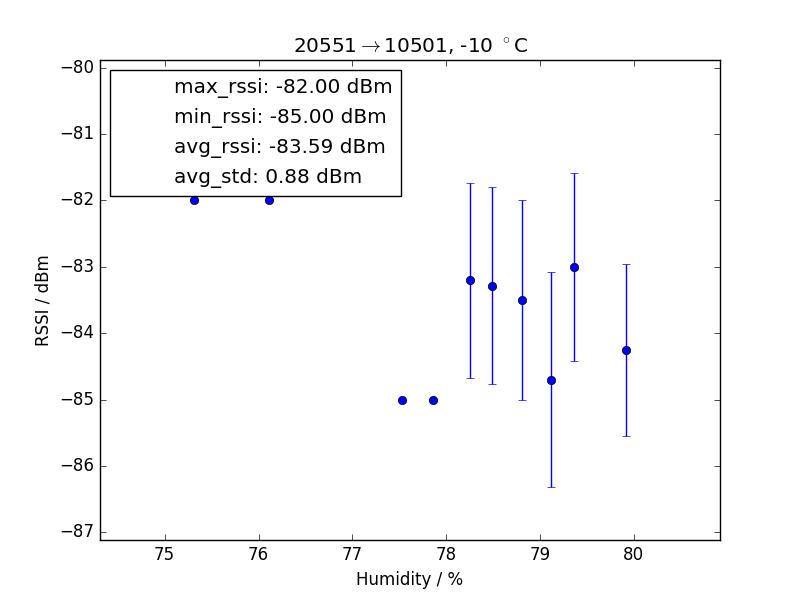 20551→10501, -10 °C
−80
−81
−82
−83
−84
−85
−86
−87
RSSI / dBm
max_rssi: -82.00 dBm
min_rssi: -85.00 dBm
avg_rssi: -83.59 dBm
avg_std: 0.88 dBm
75 76 77 78 79 80
Humidity / %